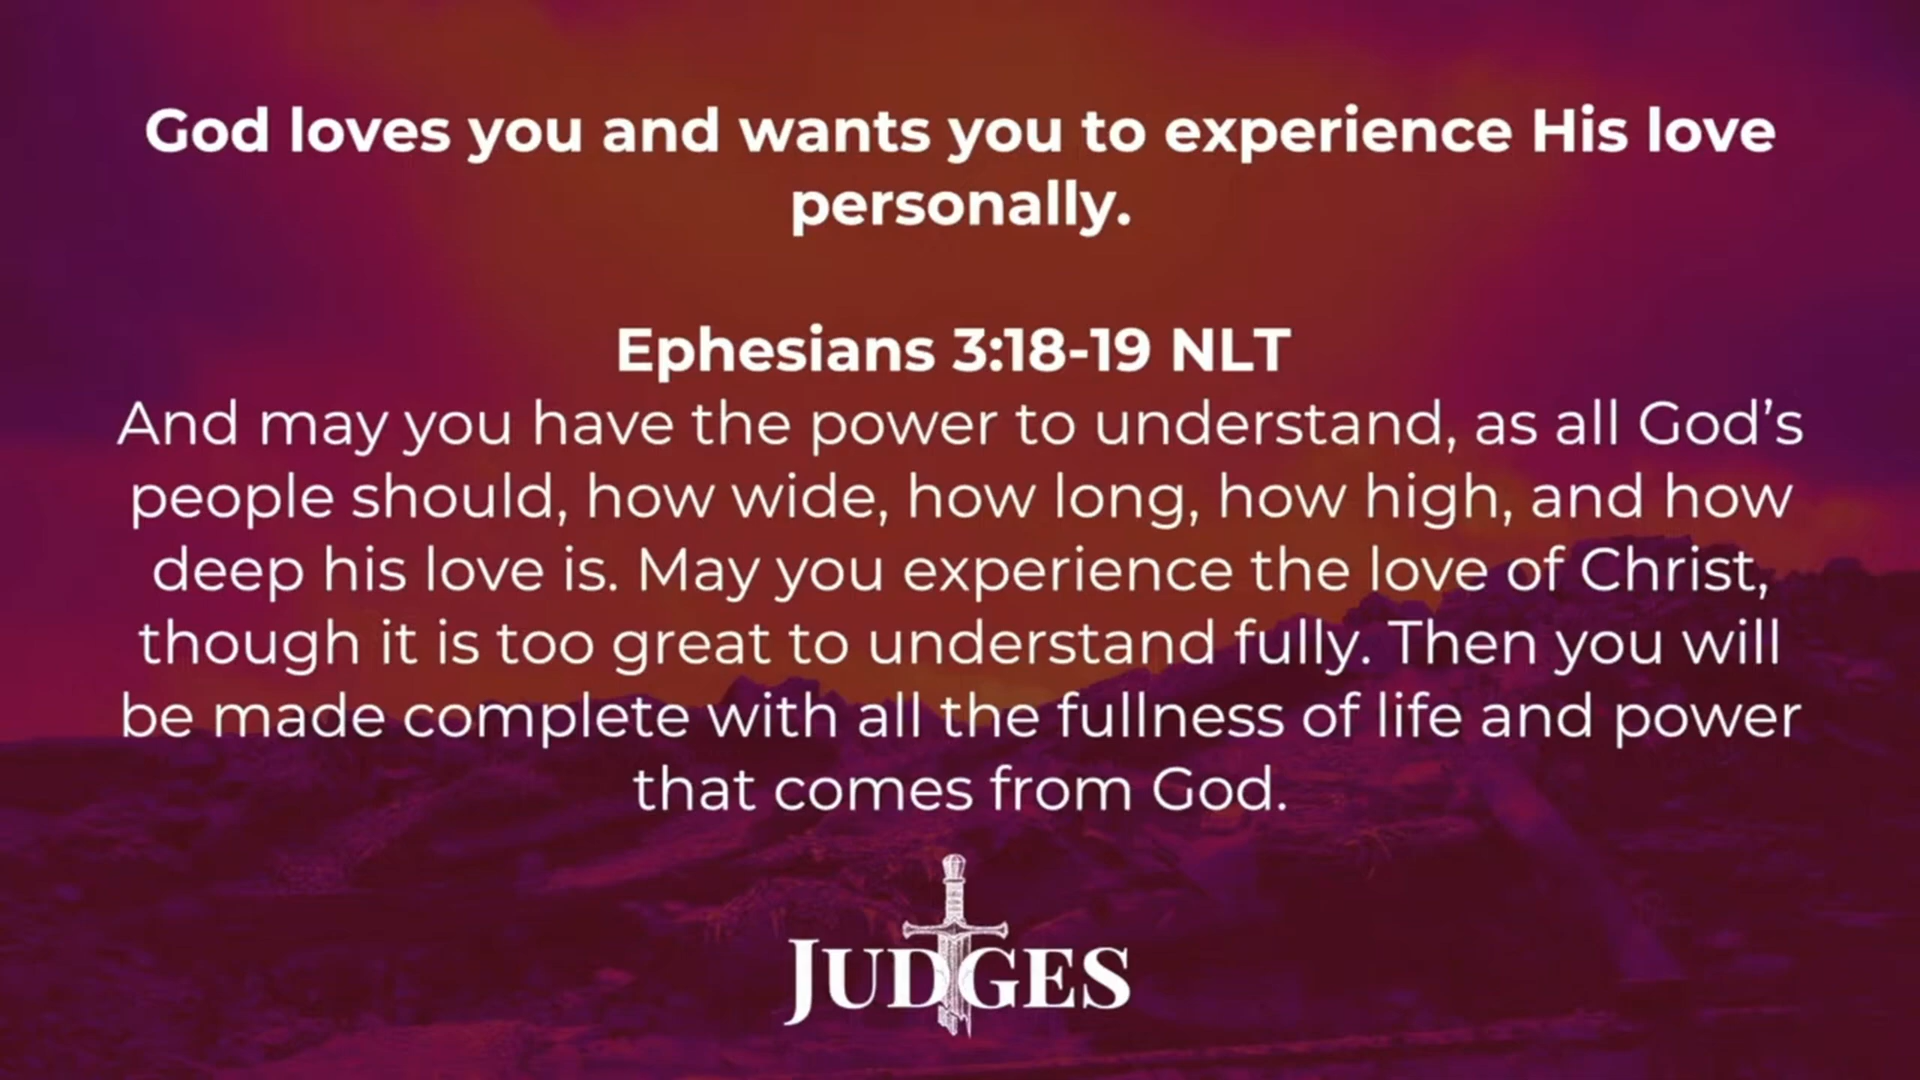 God loves you and wants you to experience His love
personally.
Ephesians 3:18-19 NLT
And may you have the power to understand, as all God’s
people should, how wide, how long, how high, and how
deep his love is. May you experience the love of Christ,
though it is too great to understand fully. Then you will
be made complete with all the fullness of life and power
that comes from God.
JUDGES